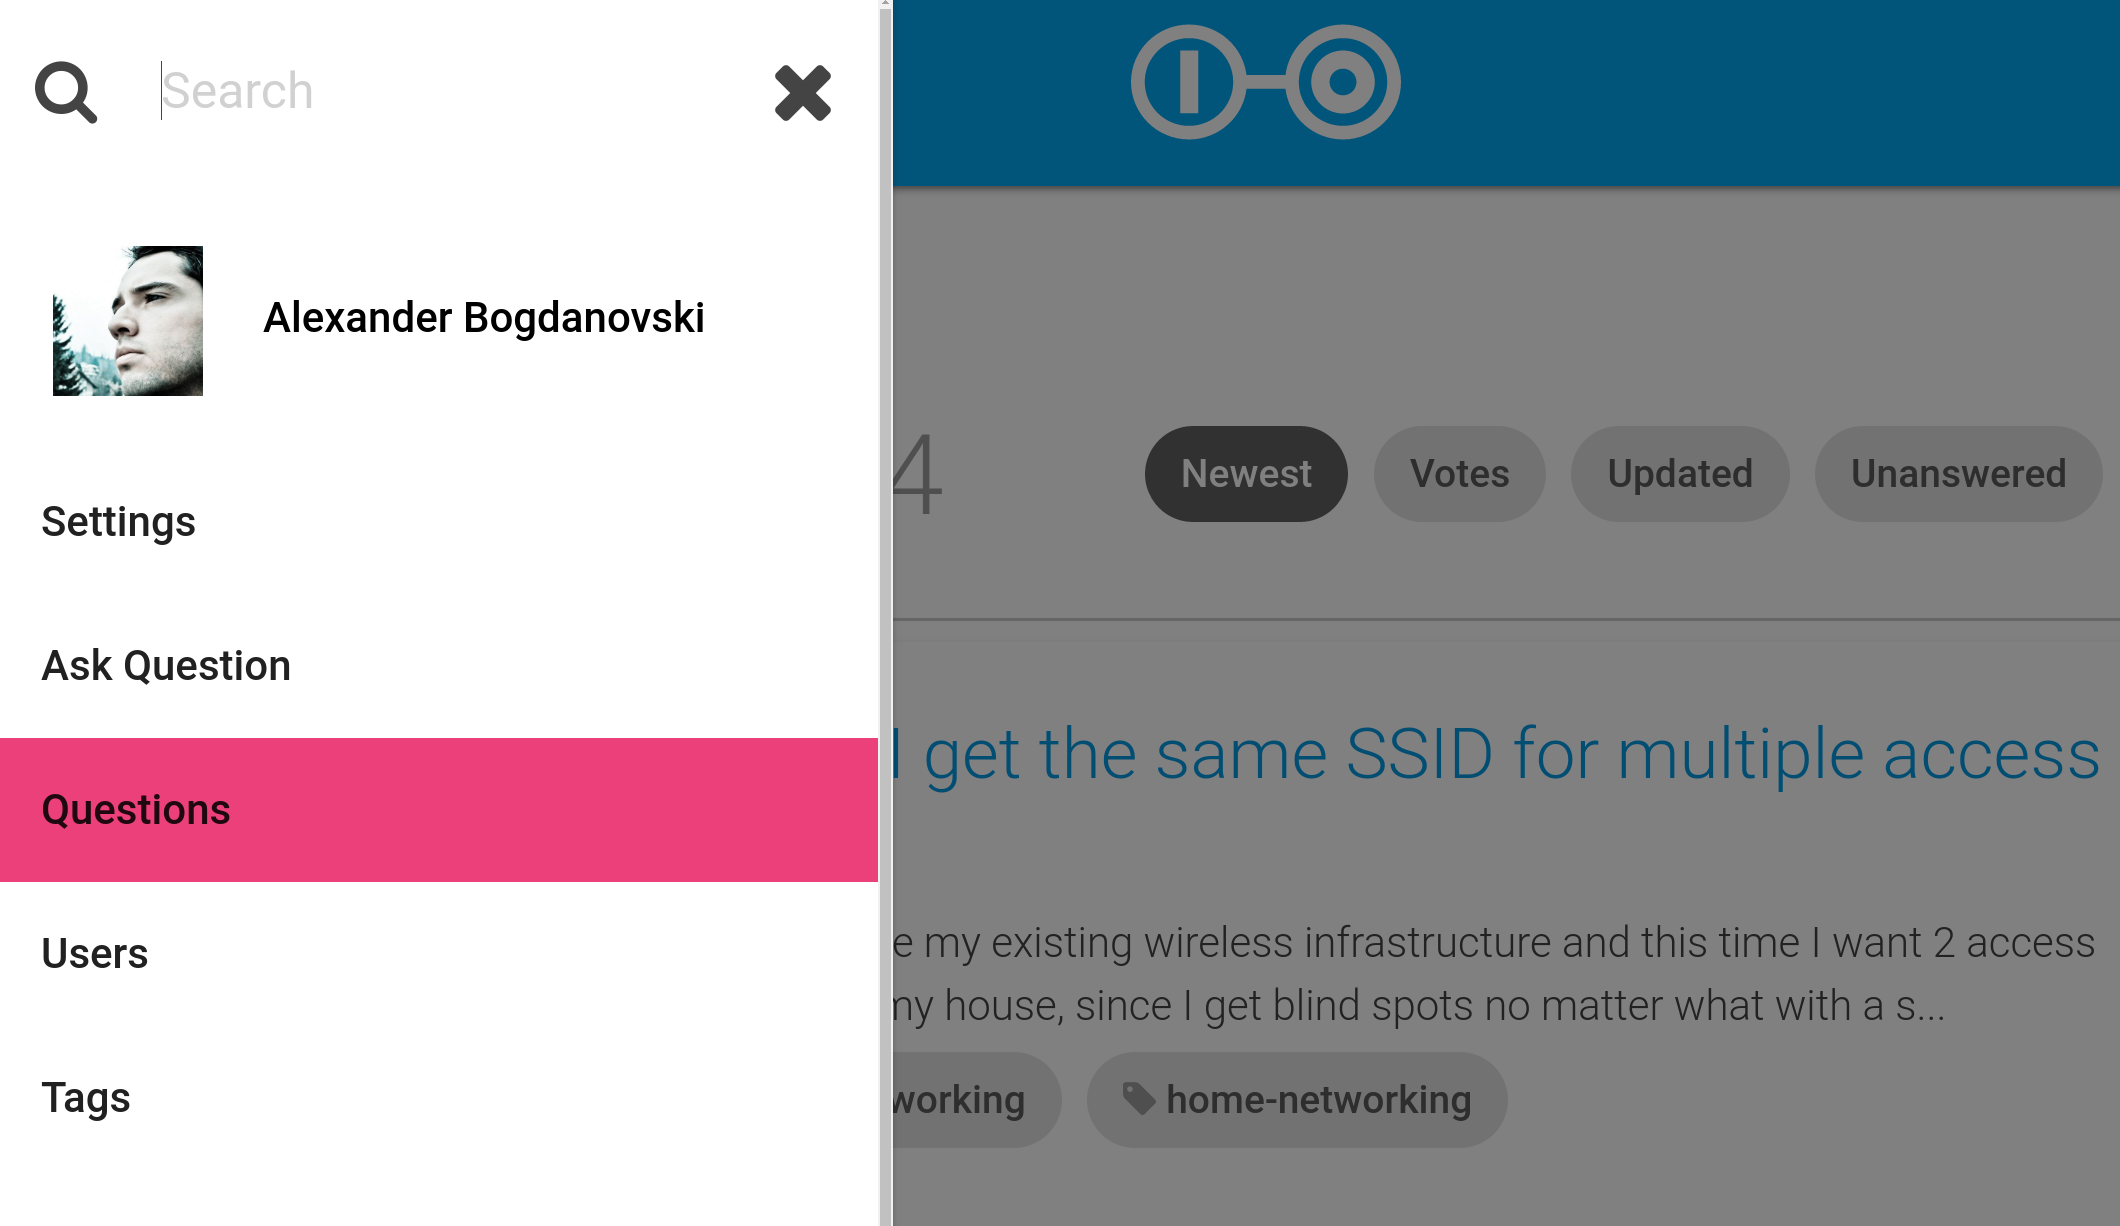 Search
Alexander Bogdanovski
Settings
Ask Question
Questions
Users
Tags
4
Newest
Votes
Updated
Unanswered
I get the same SSID for multiple access
e my existing wireless infrastructure and this time I want 2 access
my house, since I get blind spots no matter what with a s...
working
home-networking